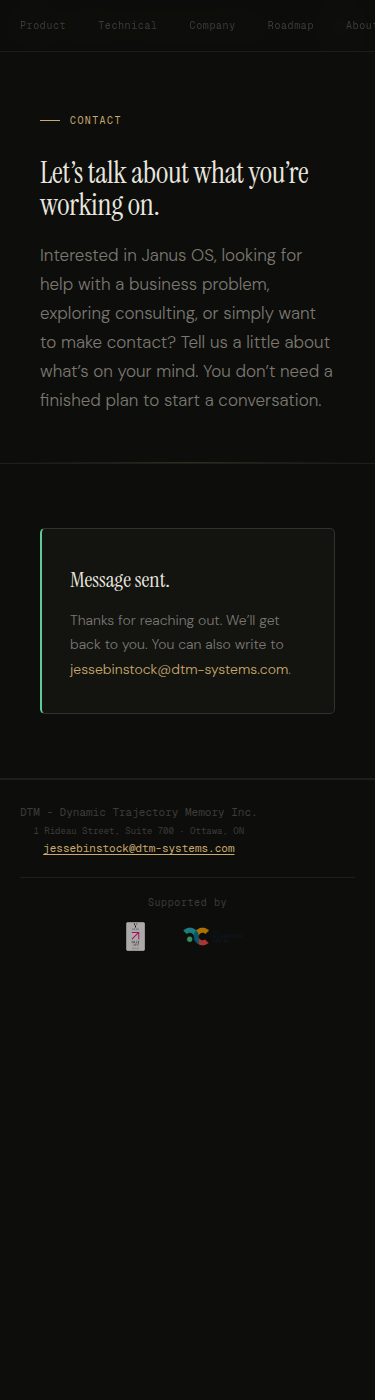 Product Technical Company Roadmap About
CONTACT
Let’s talk about what you’re
working on.
Interested in Janus OS, looking for
help with a business problem,
exploring consulting, or simply want
to make contact? Tell us a little about
what’s on your mind. You don’t need a
finished plan to start a conversation.
Message sent.
Thanks for reaching out. We’ll get
back to you. You can also write to
jessebinstock@dtm-systems.com.
DTM - Dynamic Trajectory Memory Inc.
1 Rideau Street, Suite 700 · Ottawa, ON
jessebinstock@dtm-systems.com
Supported by